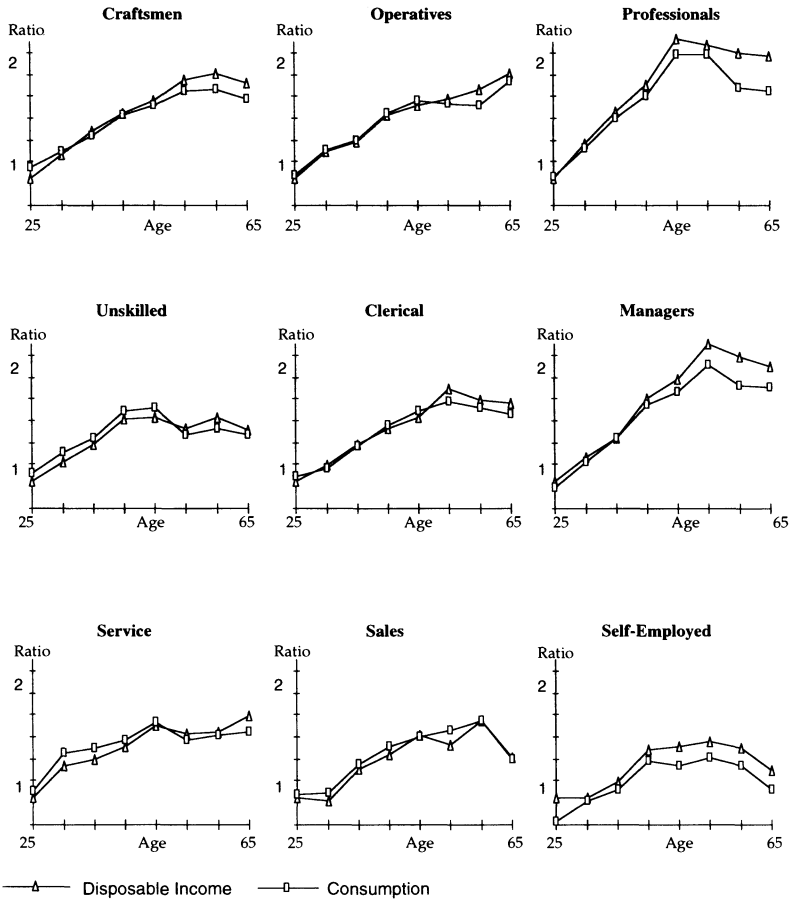 Craftsmen
Ratio
2
1
25
Age
65
Operatives
2
1
25
Age
65
Professionals
Ratio
2
1
25
Age
65
Unskilled
Ratio
2
1
25
Age
65
Clerical
Ratio
2
1
25
Age
65
Managers
Ratio
2
1
25
Age
65
Service
Ratio
2
1
25
Age
65
Sales
Ratio
2
1
25
Age
65
Self-Employed
Ratio
2
1
25
Age
65
Disposable Income
Consumption